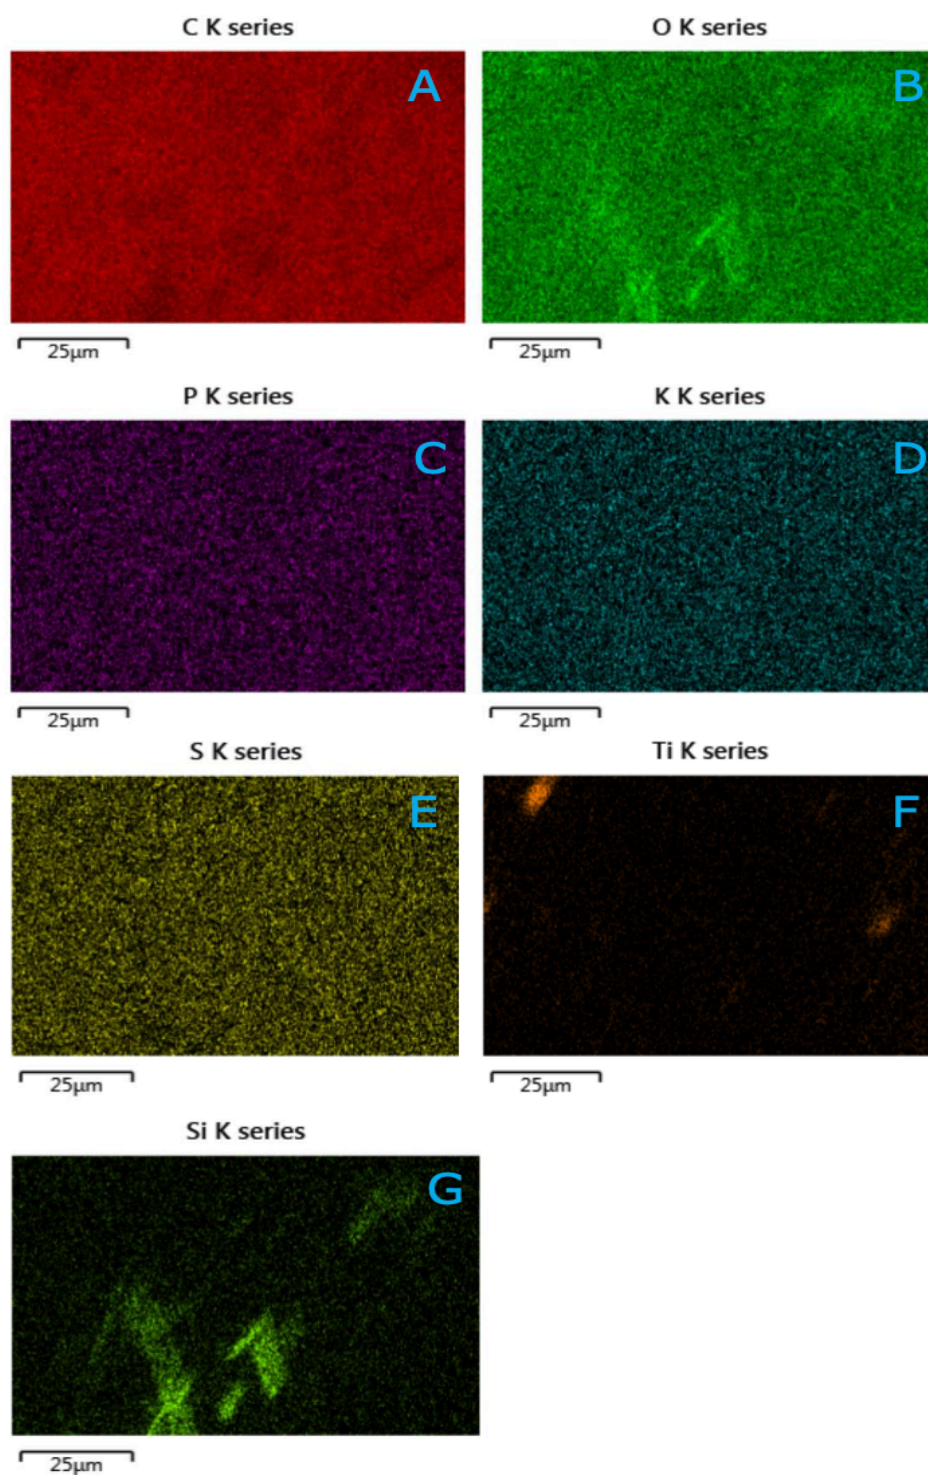 C K series
O K series
A
B
25μm
25μm
P K series
K K series
C
D
25μm
25μm
S K series
Ti K series
E
F
25μm
25μm
Si K series
G
25μm